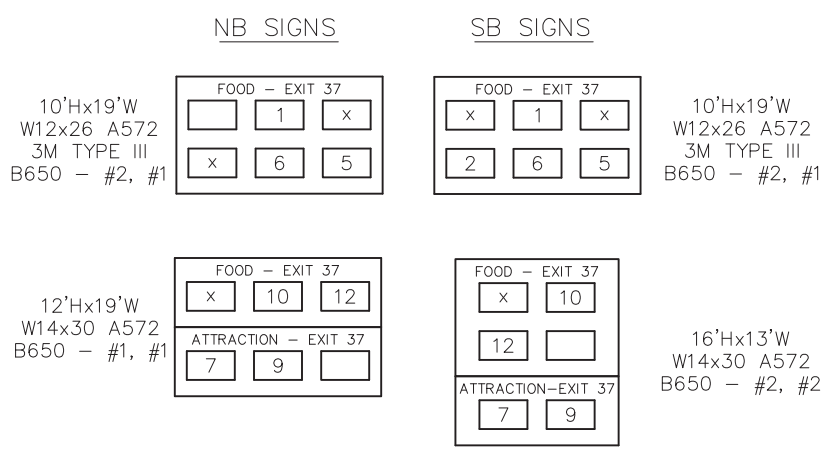 NB SIGNS
SB SIGNS
10'Hx19'W
W12x26 A572
3M TYPE III
B650 - #2, #1
FOOD - EXIT 37
1 x
x 6 5
FOOD - EXIT 37
x 1 x
2 6 5
10'Hx19'W
W12x26 A572
3M TYPE III
B650 - #2, #1
12'Hx19'W
W14x30 A572
B650 - #1, #1
FOOD - EXIT 37
x 10 12
ATTRACTION - EXIT 37
7 9
FOOD - EXIT 37
x 10
12
ATTRACTION-EXIT 37
7 9
16'Hx13'W
W14x30 A572
B650 - #2, #2